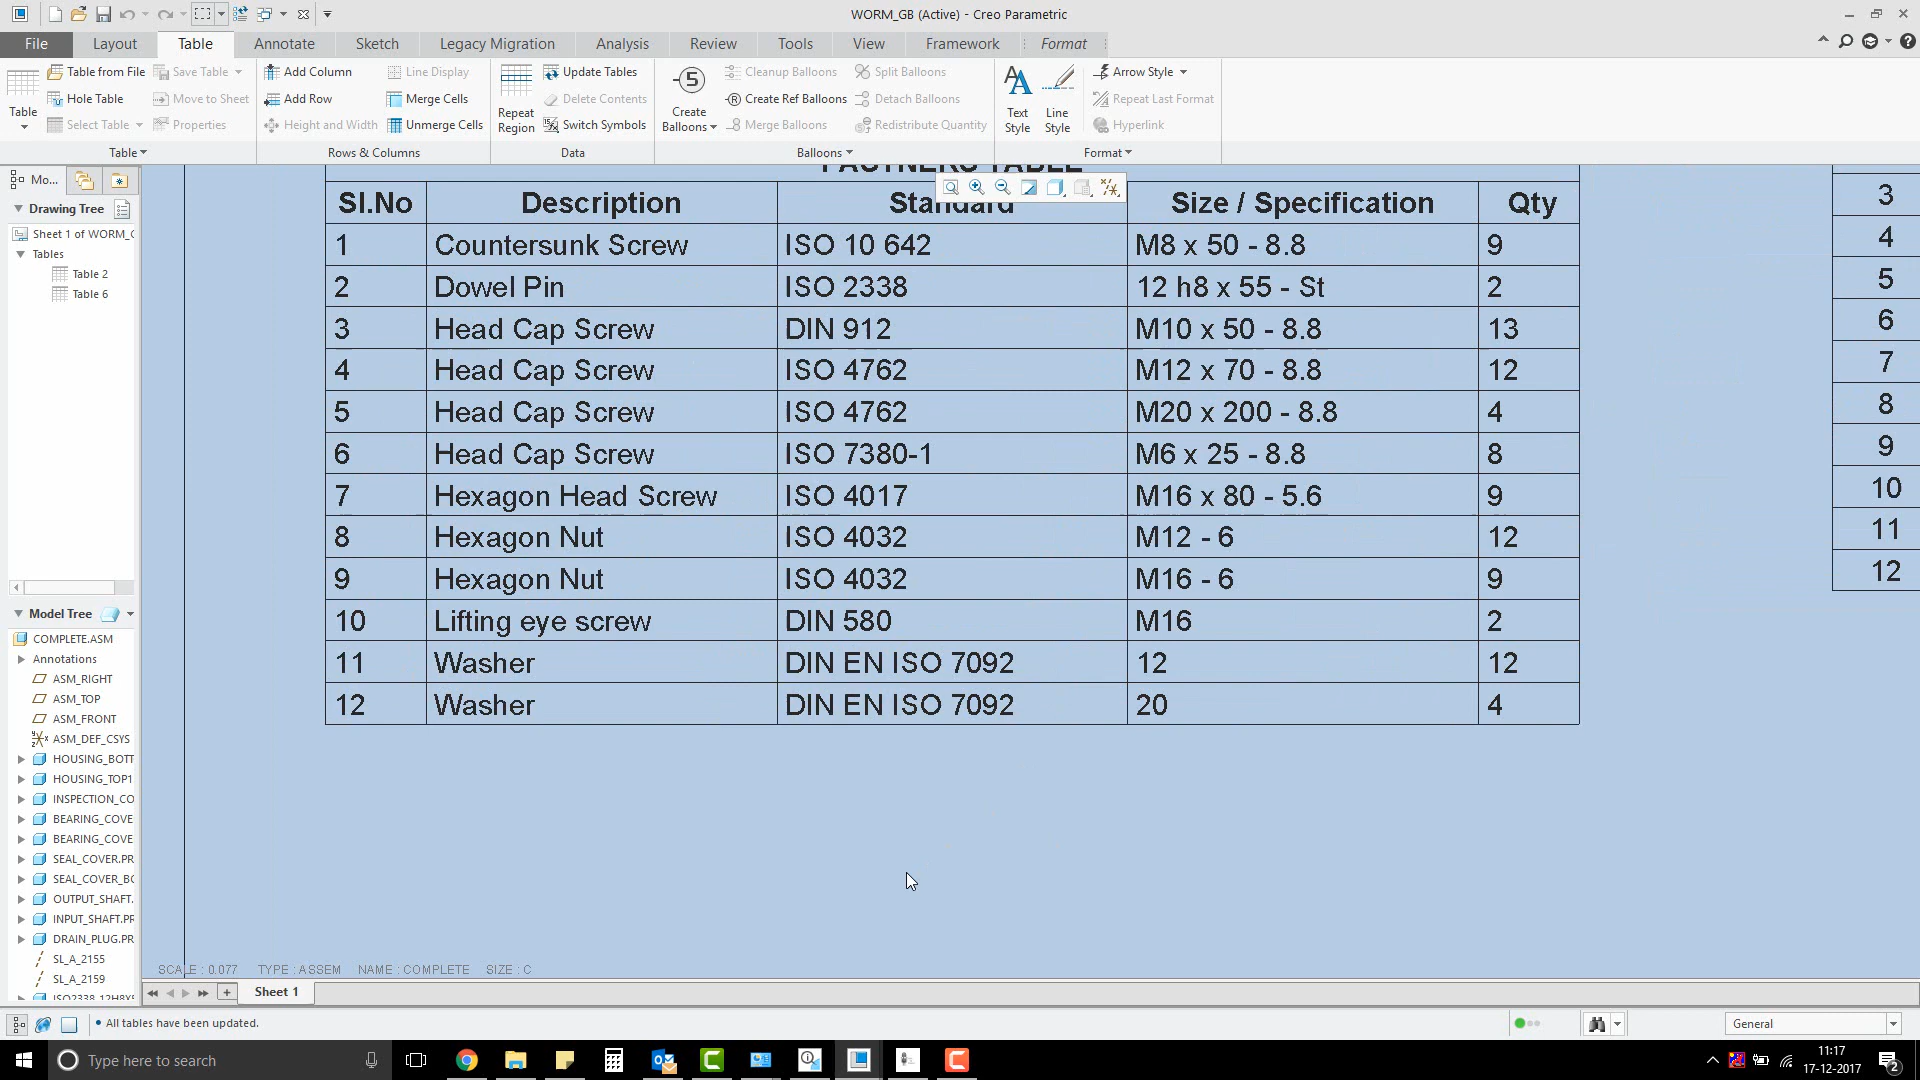 WORM_GB (Active) - Creo Parametric
File Layout Table Annotate Sketch Legacy Migration Analysis Review Tools View Framework Format
Table
Table from File
Hole Table
Select Table
Save Table
Move to Sheet
Properties
Add Column
Add Row
Height and Width
Line Display
Merge Cells
Unmerge Cells
Repeat Region
Update Tables
Delete Contents
Switch Symbols
5
Create Balloons
Cleanup Balloons
Create Ref Balloons
Merge Balloons
Split Balloons
Detach Balloons
Redistribute Quantity
Text Style
Line Style
Arrow Style
Repeat Last Format
Hyperlink
Table Rows & Columns Data Balloons Format
Mo...
Drawing Tree
Sheet 1 of WORM_G
Tables
Table 2
Table 6
Model Tree
COMPLETE.ASM
Annotations
ASM_RIGHT
ASM_TOP
ASM_FRONT
ASM_DEF_CSYS
HOUSING_BOTT
HOUSING_TOP1
INSPECTION_CO
BEARING_COVE
BEARING_COVE
SEAL_COVER.PR
SEAL_COVER_BO
OUTPUT_SHAFT.
INPUT_SHAFT.PR
DRAIN_PLUG.PR
SL_A_2155
SL_A_2159
Sl.No Description Standard Size / Specification Qty
1 Countersunk Screw ISO 10 642 M8 x 50 - 8.8 9
2 Dowel Pin ISO 2338 12 h8 x 55 - St 2
3 Head Cap Screw DIN 912 M10 x 50 - 8.8 13
4 Head Cap Screw ISO 4762 M12 x 70 - 8.8 12
5 Head Cap Screw ISO 4762 M20 x 200 - 8.8 4
6 Head Cap Screw ISO 7380-1 M6 x 25 - 8.8 8
7 Hexagon Head Screw ISO 4017 M16 x 80 - 5.6 9
8 Hexagon Nut ISO 4032 M12 - 6 12
9 Hexagon Nut ISO 4032 M16 - 6 9
10 Lifting eye screw DIN 580 M16 2
11 Washer DIN EN ISO 7092 12 12
12 Washer DIN EN ISO 7092 20 4
3
4
5
6
7
8
9
10
11
12
SCALE : 0.077 TYPE : ASSEM NAME : COMPLETE SIZE : C
Sheet 1
All tables have been updated.
General
Type here to search
11:17
17-12-2017
2